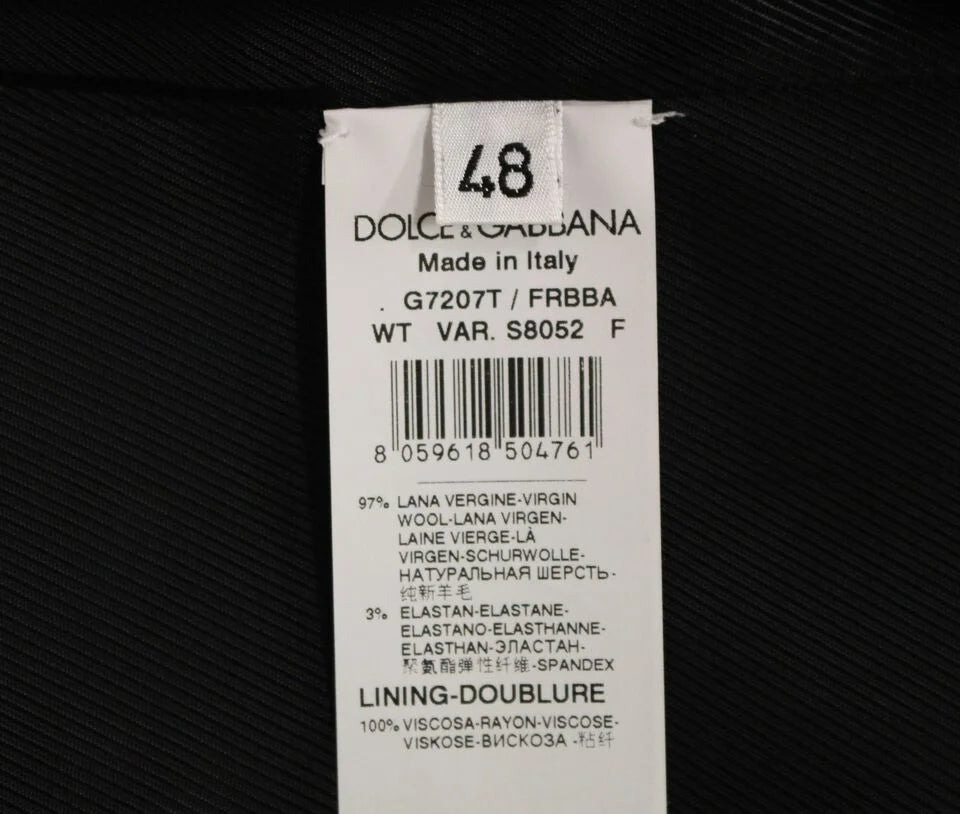 48
DOLCE & GABBANA
Made in Italy
. G7207T / FRBBA
WT VAR. S8052 F
8 059618 504761
97% LANA VERGINE-VIRGIN
WOOL-LANA VIRGEN-
LAINE VIERGE-LÀ
VIRGEN-SCHURWOLLE-
НАТУРАЛЬНАЯ ШЕРСТЬ-
纯新羊毛
3% ELASTAN-ELASTANE-
ELASTANO-ELASTHANNE-
ELASTHAN-ЭЛАСТАН-
聚氨酯弹性纤维-SPANDEX
LINING-DOUBLURE
100% VISCOSA-RAYON-VISCOSE-
VISKOSE-ВИСКОЗА -粘纤